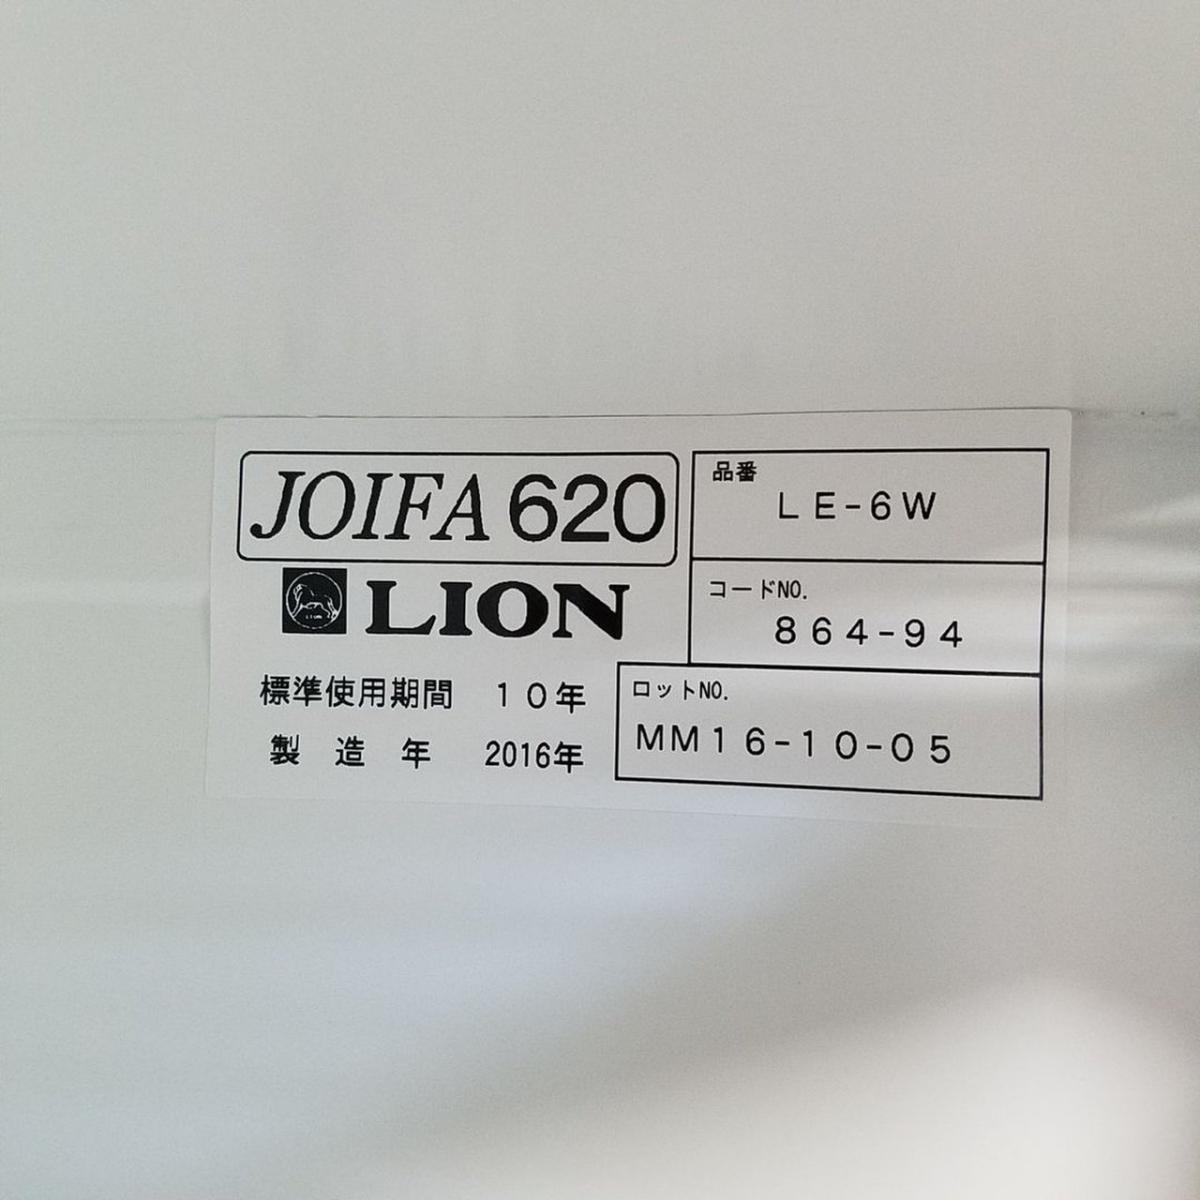 JOIFA 620
LION
標準使用期間 10年
製造年 2016年
品番
LE-6W
コードNO.
864-94
ロットNO.
MM16-10-05